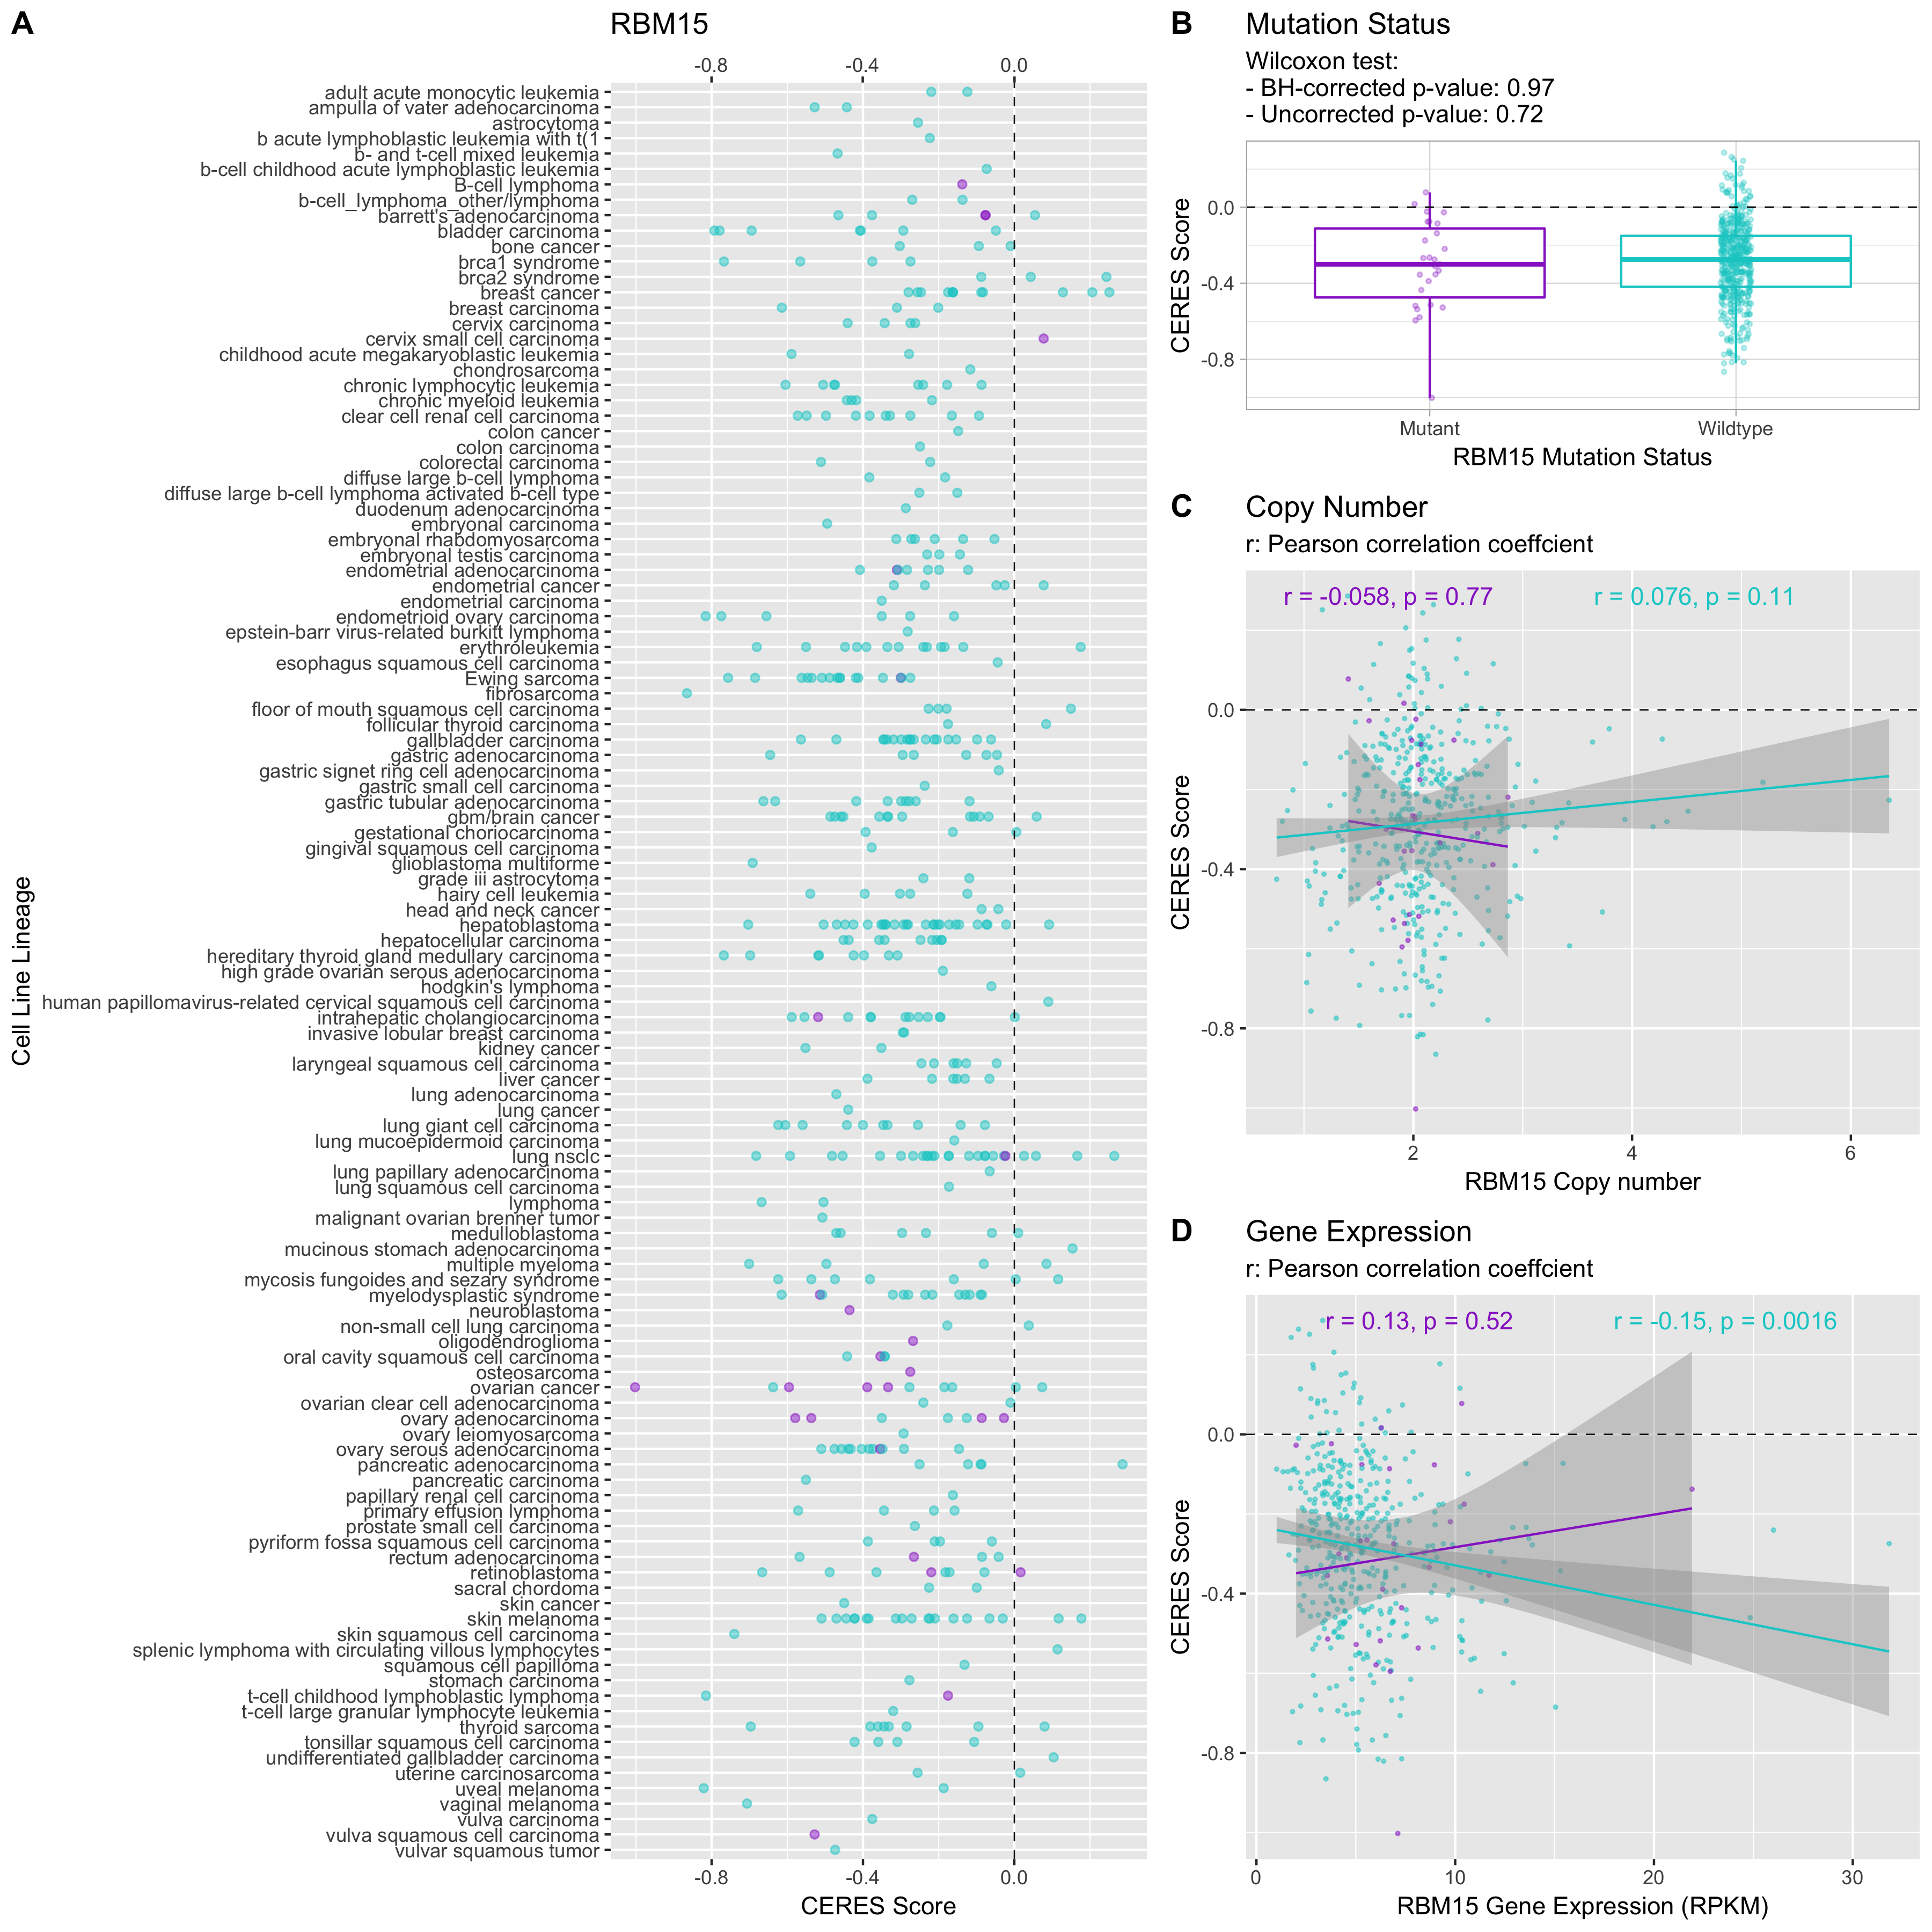 A
RBM15
-0.8 -0.4 0.0
adult acute monocytic leukemia
ampulla of vater adenocarcinoma
astrocytoma
b acute lymphoblastic leukemia with t(1
b- and t-cell mixed leukemia
b-cell childhood acute lymphoblastic leukemia
B-cell lymphoma
b-cell_lymphoma_other/lymphoma
barrett's adenocarcinoma
bladder carcinoma
bone cancer
brca1 syndrome
brca2 syndrome
breast cancer
breast carcinoma
cervix carcinoma
cervix small cell carcinoma
childhood acute megakaryoblastic leukemia
chondrosarcoma
chronic lymphocytic leukemia
chronic myeloid leukemia
clear cell renal cell carcinoma
colon cancer
colon carcinoma
colorectal carcinoma
diffuse large b-cell lymphoma
diffuse large b-cell lymphoma activated b-cell type
duodenum adenocarcinoma
embryonal carcinoma
embryonal rhabdomyosarcoma
embryonal testis carcinoma
endometrial adenocarcinoma
endometrial cancer
endometrial carcinoma
endometrioid ovary carcinoma
epstein-barr virus-related burkitt lymphoma
erythroleukemia
esophagus squamous cell carcinoma
Ewing sarcoma
fibrosarcoma
floor of mouth squamous cell carcinoma
follicular thyroid carcinoma
gallbladder carcinoma
gastric adenocarcinoma
gastric signet ring cell adenocarcinoma
gastric small cell carcinoma
gastric tubular adenocarcinoma
gbm/brain cancer
gestational choriocarcinoma
gingival squamous cell carcinoma
glioblastoma multiforme
grade iii astrocytoma
hairy cell leukemia
head and neck cancer
hepatoblastoma
hepatocellular carcinoma
hereditary thyroid gland medullary carcinoma
high grade ovarian serous adenocarcinoma
hodgkin's lymphoma
human papillomavirus-related cervical squamous cell carcinoma
intrahepatic cholangiocarcinoma
invasive lobular breast carcinoma
kidney cancer
laryngeal squamous cell carcinoma
liver cancer
lung adenocarcinoma
lung cancer
lung giant cell carcinoma
lung mucoepidermoid carcinoma
lung nsclc
lung papillary adenocarcinoma
lung squamous cell carcinoma
lymphoma
malignant ovarian brenner tumor
medulloblastoma
mucinous stomach adenocarcinoma
multiple myeloma
mycosis fungoides and sezary syndrome
myelodysplastic syndrome
neuroblastoma
non-small cell lung carcinoma
oligodendroglioma
oral cavity squamous cell carcinoma
osteosarcoma
ovarian cancer
ovarian clear cell adenocarcinoma
ovary adenocarcinoma
ovary leiomyosarcoma
ovary serous adenocarcinoma
pancreatic adenocarcinoma
pancreatic carcinoma
papillary renal cell carcinoma
primary effusion lymphoma
prostate small cell carcinoma
pyriform fossa squamous cell carcinoma
rectum adenocarcinoma
retinoblastoma
sacral chordoma
skin cancer
skin melanoma
skin squamous cell carcinoma
splenic lymphoma with circulating villous lymphocytes
squamous cell papilloma
stomach carcinoma
t-cell childhood lymphoblastic lymphoma
t-cell large granular lymphocyte leukemia
thyroid sarcoma
tonsillar squamous cell carcinoma
undifferentiated gallbladder carcinoma
uterine carcinosarcoma
uveal melanoma
vaginal melanoma
vulva carcinoma
vulva squamous cell carcinoma
vulvar squamous tumor
-0.8 -0.4 0.0
CERES Score
Cell Line Lineage
B
Mutation Status
Wilcoxon test:
- BH-corrected p-value: 0.97
- Uncorrected p-value: 0.72
0.0
-0.4
-0.8
CERES Score
Mutant Wildtype
RBM15 Mutation Status
C
Copy Number
r: Pearson correlation coeffcient
r = -0.058, p = 0.77 r = 0.076, p = 0.11
0.0
-0.4
-0.8
CERES Score
2 4 6
RBM15 Copy number
D
Gene Expression
r: Pearson correlation coeffcient
r = 0.13, p = 0.52 r = -0.15, p = 0.0016
0.0
-0.4
-0.8
CERES Score
0 10 20 30
RBM15 Gene Expression (RPKM)